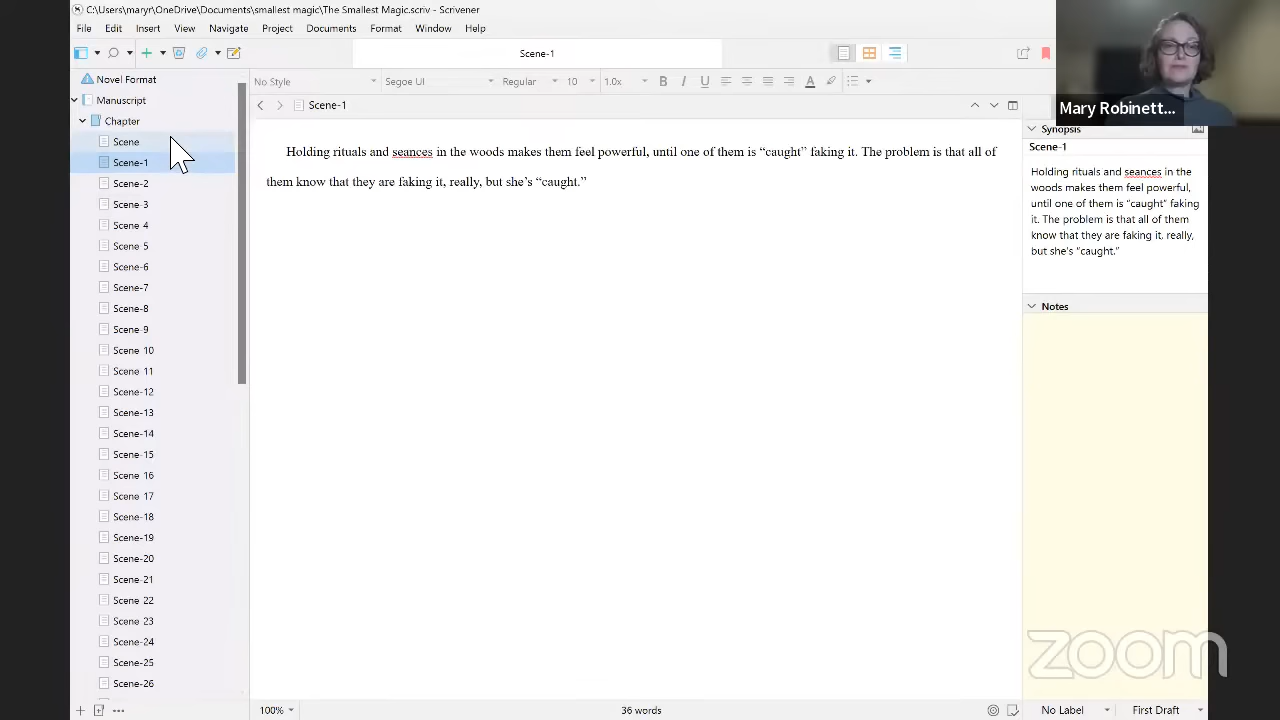 C:\Users\maryr\OneDrive\Documents\smallest magic\The Smallest Magic.scriv - Scrivener
File Edit Insert View Navigate Project Documents Format Window Help
Scene-1
Mary Robinett...
No Style Segoe UI Regular 10 1.0x B I U A
Novel Format
Manuscript
Chapter
Scene
Scene-1
Scene-2
Scene-3
Scene 4
Scene 5
Scene-6
Scene-7
Scene-8
Scene-9
Scene 10
Scene 11
Scene-12
Scene-13
Scene-14
Scene-15
Scene 16
Scene 17
Scene-18
Scene-19
Scene-20
Scene-21
Scene 22
Scene 23
Scene-24
Scene-25
Scene-26
Scene-1
Holding rituals and seances in the woods makes them feel powerful, until one of them is “caught” faking it. The problem is that all of
them know that they are faking it, really, but she’s “caught.”
Synopsis
Scene-1
Holding rituals and seances in the
woods makes them feel powerful,
until one of them is “caught” faking
it. The problem is that all of them
know that they are faking it, really,
but she’s “caught.”
Notes
zoom
100% 36 words No Label First Draft